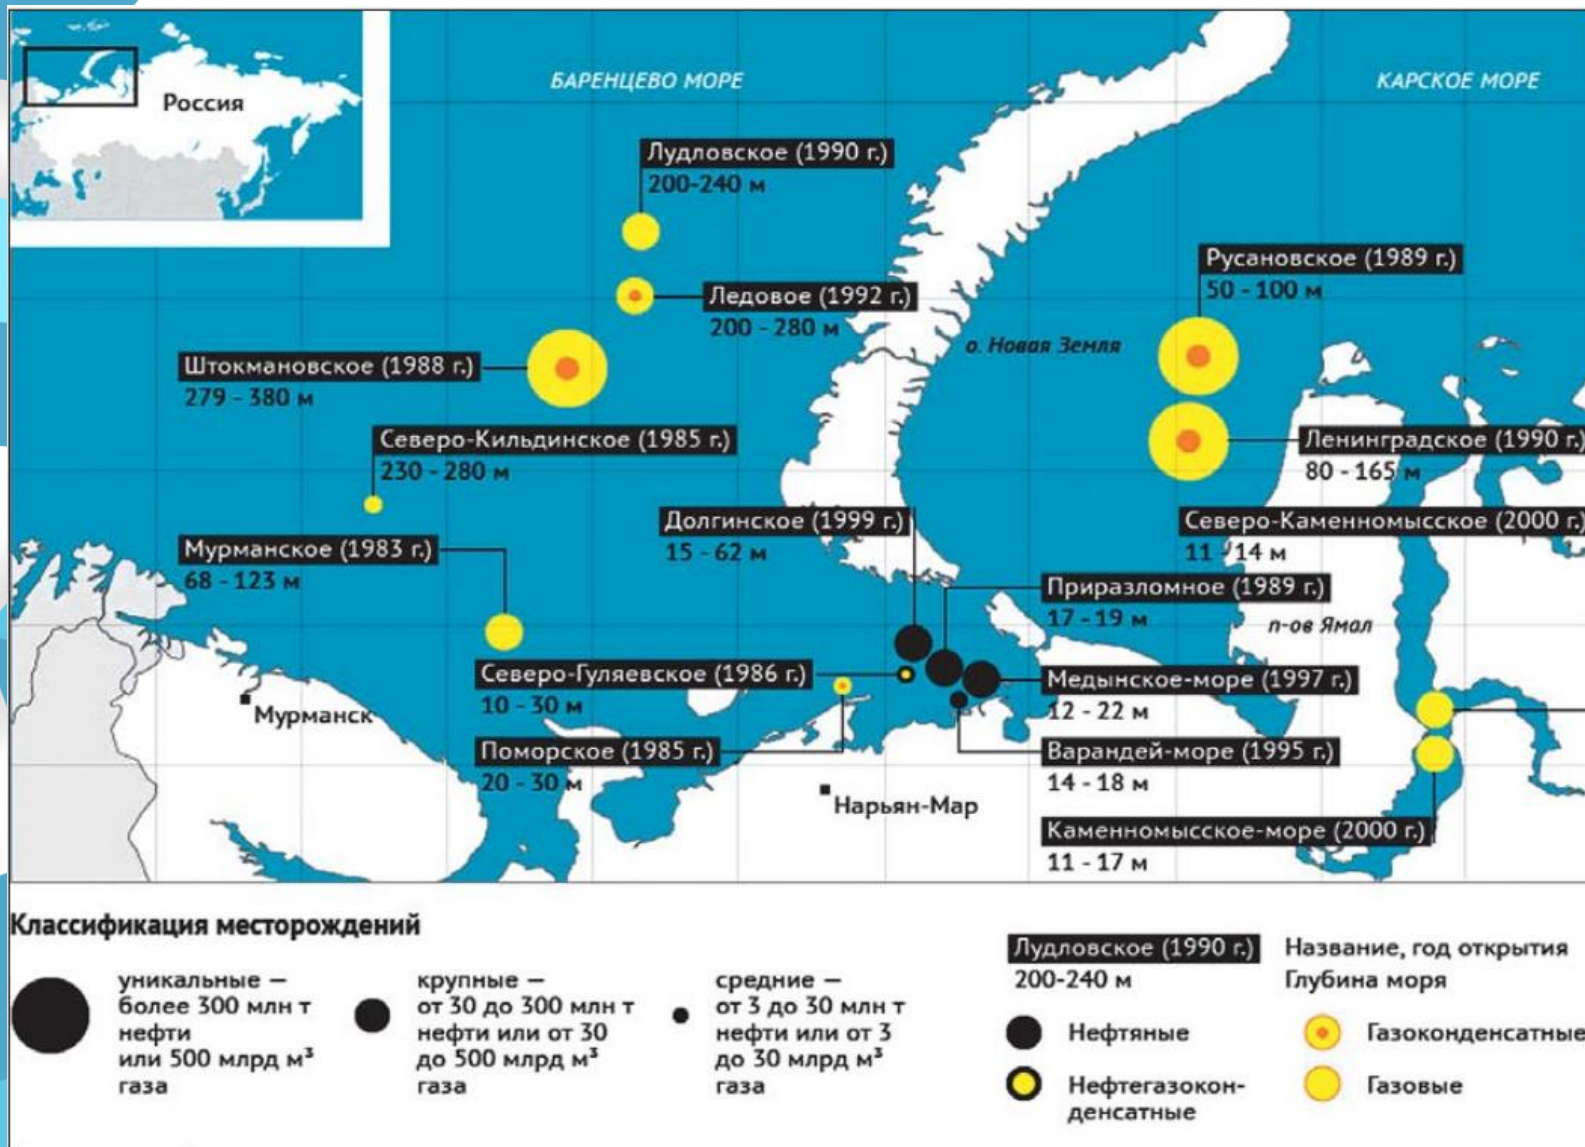 Россия
БАРЕНЦЕВО МОРЕ
КАРСКОЕ МОРЕ
Лудловское (1990 г.)
200-240 м
Русановское (1989 г.)
50 - 100 м
Ледовое (1992 г.)
200 - 280 м
о. Новая Земля
Штокмановское (1988 г.)
279 - 380 м
Северо-Кильдинское (1985 г.)
230 - 280 м
Ленинградское (1990 г.)
80 - 165 м
Долгинское (1999 г.)
15 - 62 м
Северо-Каменномысское (2000 г.)
11 - 14 м
Мурманское (1983 г.)
68 - 123 м
Приразломное (1989 г.)
17 - 19 м
п-ов Ямал
Северо-Гуляевское (1986 г.)
10 - 30 м
Медынское-море (1997 г.)
12 - 22 м
Мурманск
Поморское (1985 г.)
20 - 30 м
Варандей-море (1995 г.)
14 - 18 м
Нарьян-Мар
Каменномысское-море (2000 г.)
11 - 17 м
Классификация месторождений
уникальные —
более 300 млн т
нефти
или 500 млрд м³
газа
крупные —
от 30 до 300 млн т
нефти или от 30
до 500 млрд м³
газа
средние —
от 3 до 30 млн т
нефти или от 3
до 30 млрд м³
газа
Лудловское (1990 г.)
200-240 м
Название, год открытия
Глубина моря
Нефтяные
Газоконденсатные
Нефтегазокон-
денсатные
Газовые